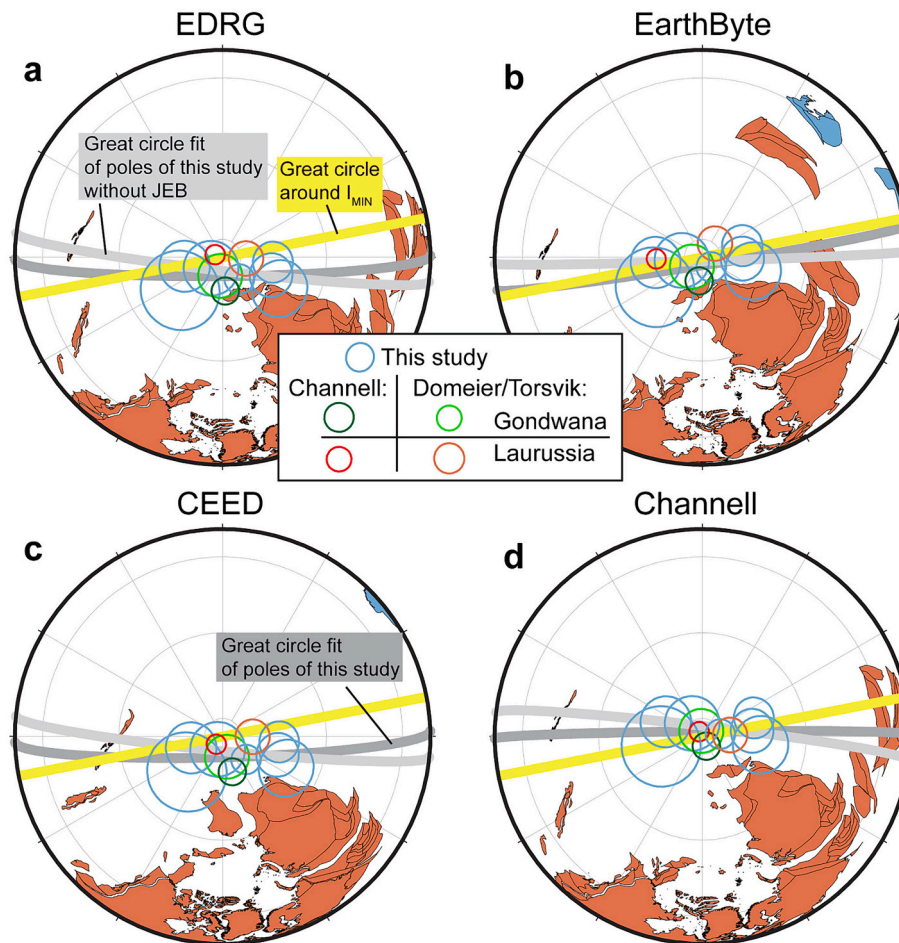 EDRG
EarthByte
a
b
Great circle fit
of poles of this study
without JEB
Great circle
around I_MIN
This study
Channell:
Domeier/Torsvik:
Gondwana
Laurussia
CEED
Channell
c
d
Great circle fit
of poles of this study